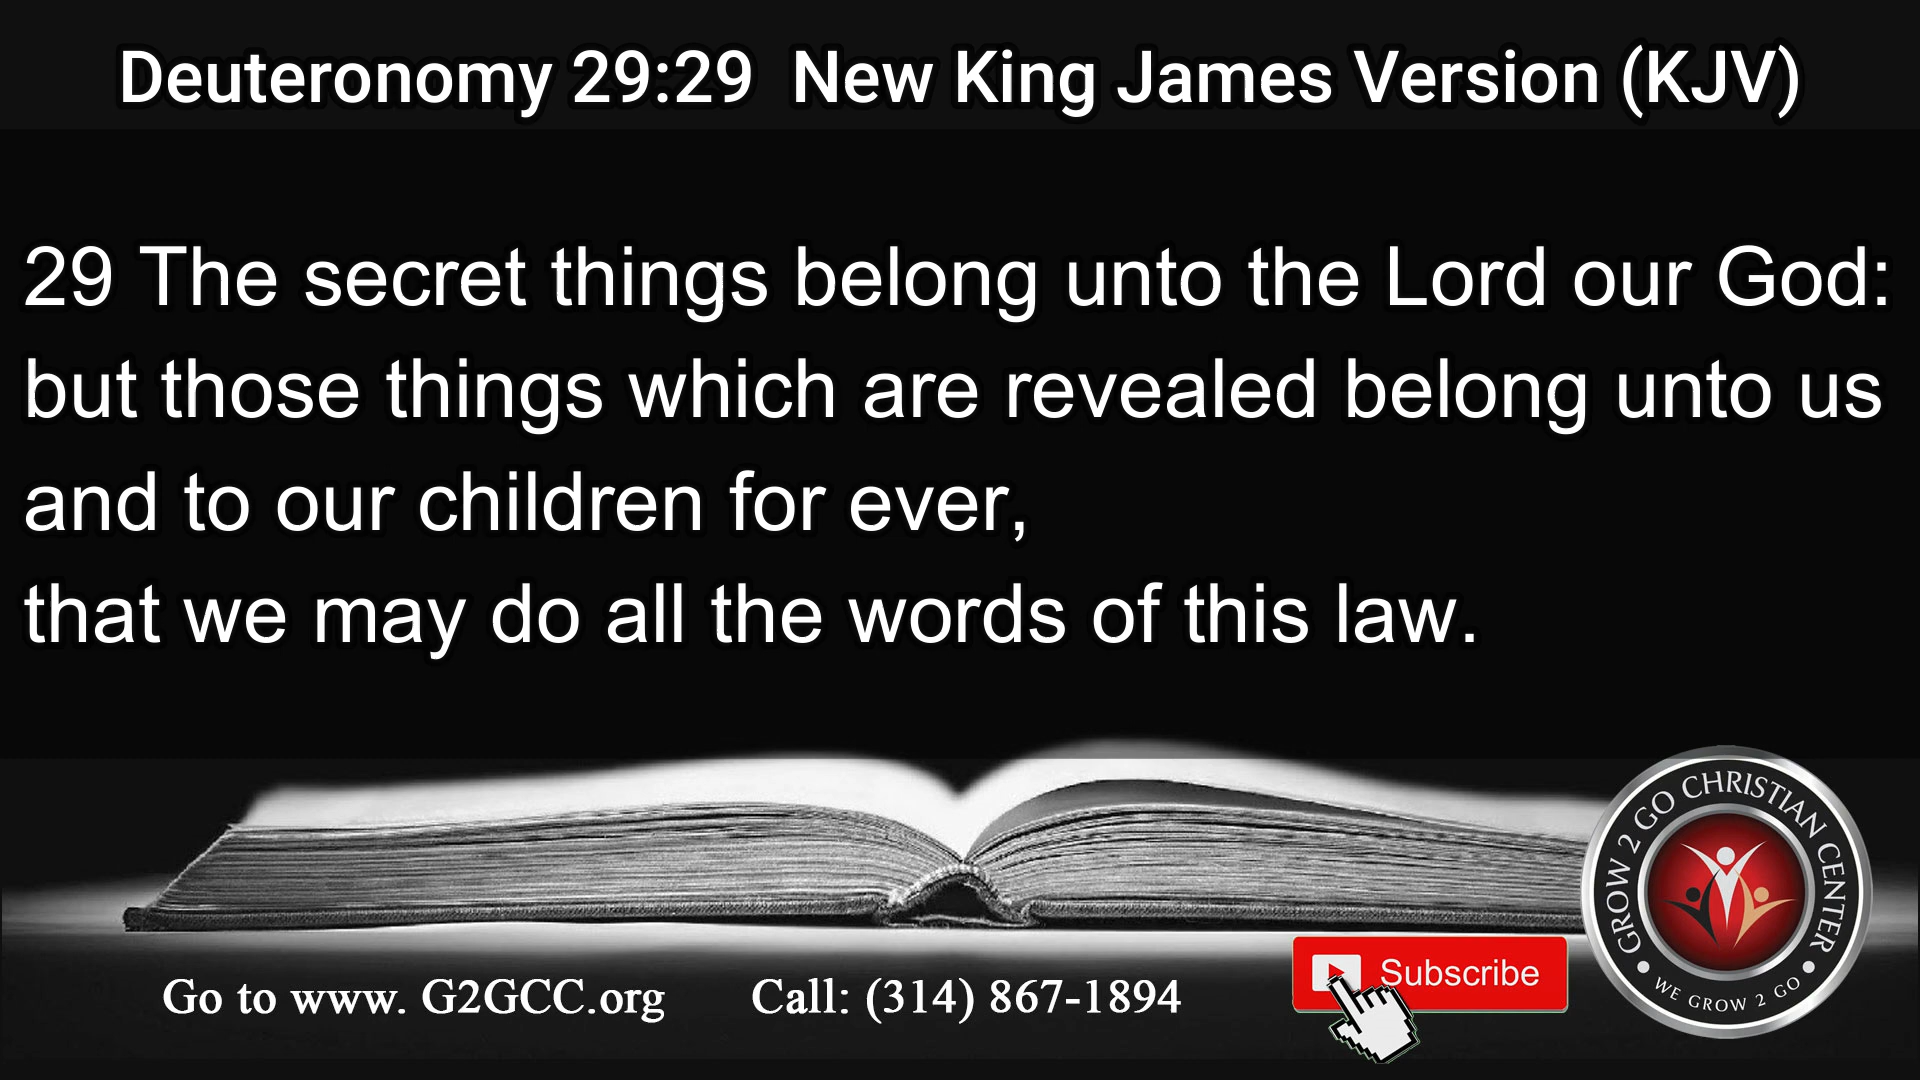 Deuteronomy 29:29 New King James Version (KJV)
29 The secret things belong unto the Lord our God:
but those things which are revealed belong unto us
and to our children for ever,
that we may do all the words of this law.
GROW 2 GO CHRISTIAN CENTER
WE GROW 2 GO
Go to www. G2GCC.org
Call: (314) 867-1894
Subscribe